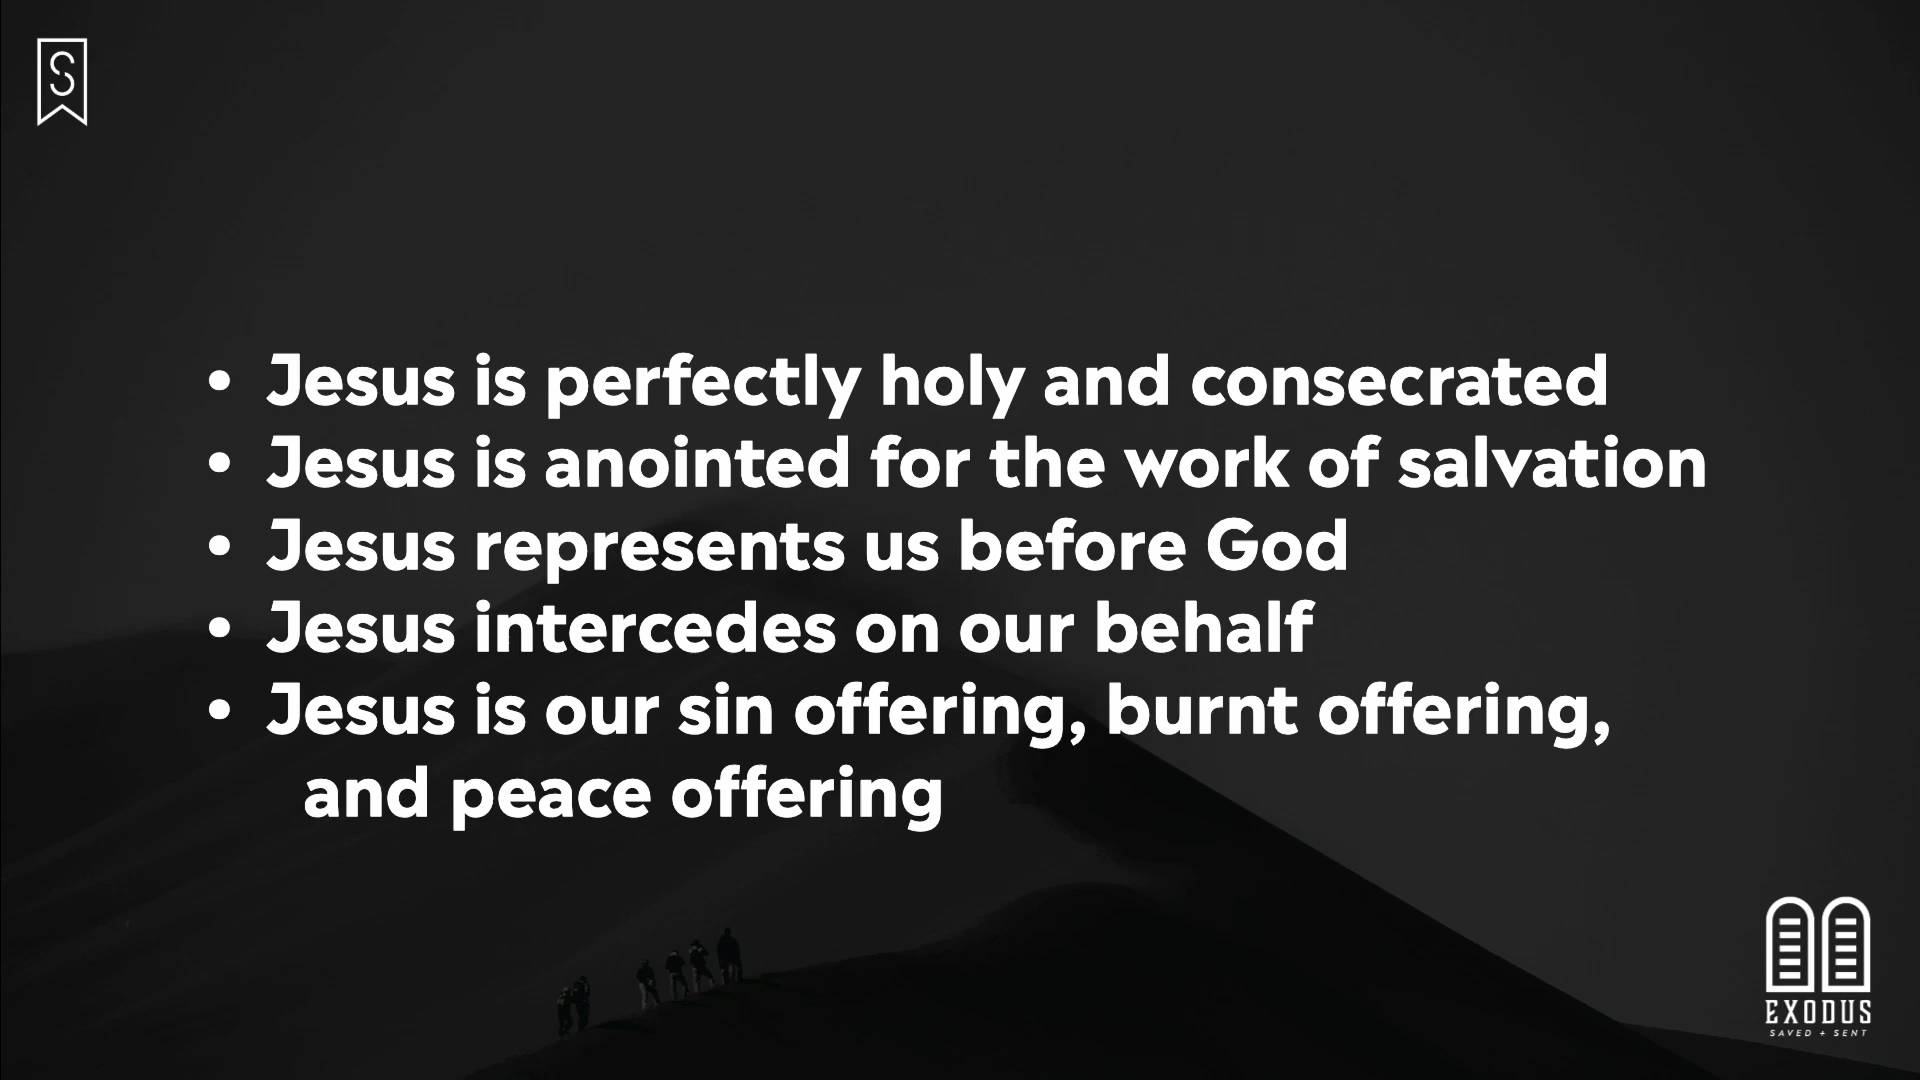 S
• Jesus is perfectly holy and consecrated
• Jesus is anointed for the work of salvation
• Jesus represents us before God
• Jesus intercedes on our behalf
• Jesus is our sin offering, burnt offering,
and peace offering
EXODUS
SAVED + SENT